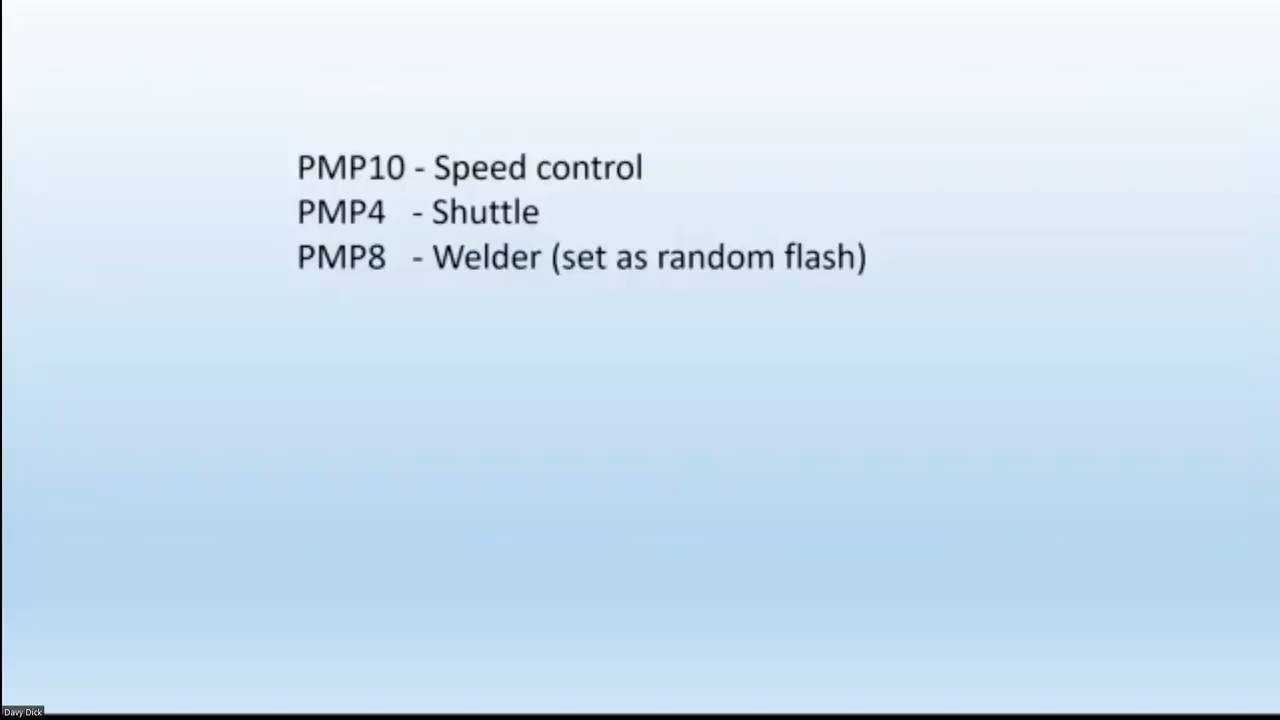 PMP10 - Speed control
PMP4 - Shuttle
PMP8 - Welder (set as random flash)
Davy Dick